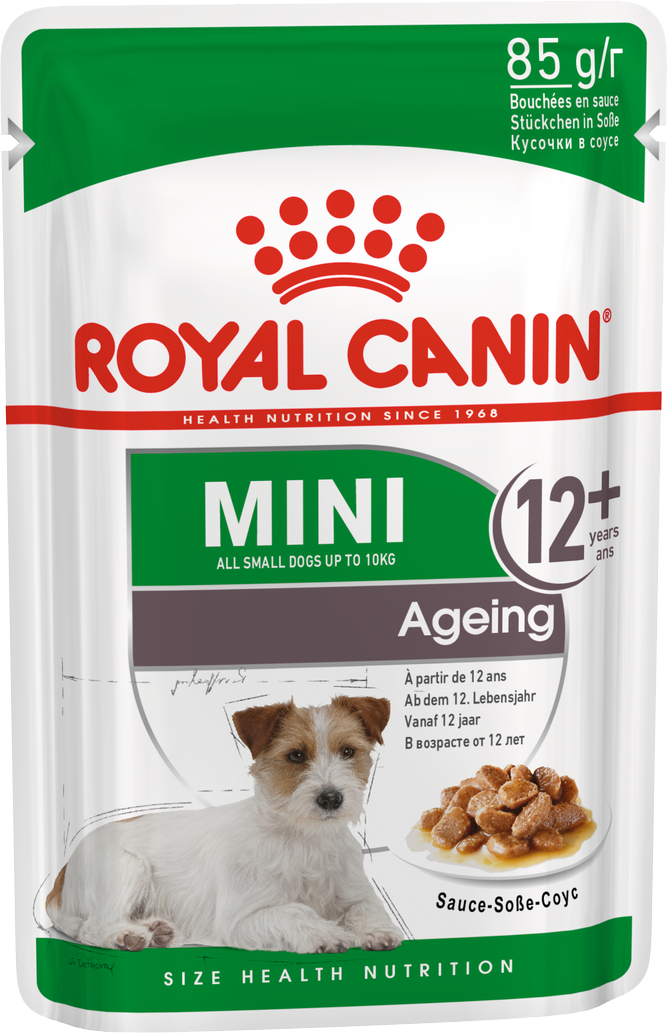 85 g/г
Bouchées en sauce
Stückchen in Soße
Кусочки в соусе
ROYAL CANIN®
HEALTH NUTRITION SINCE 1968
MINI
ALL SMALL DOGS UP TO 10KG
12+
years
ans
Ageing
À partir de 12 ans
Ab dem 12. Lebensjahr
Vanaf 12 jaar
В возрасте от 12 лет
Sauce-Soße-Соус
SIZE HEALTH NUTRITION